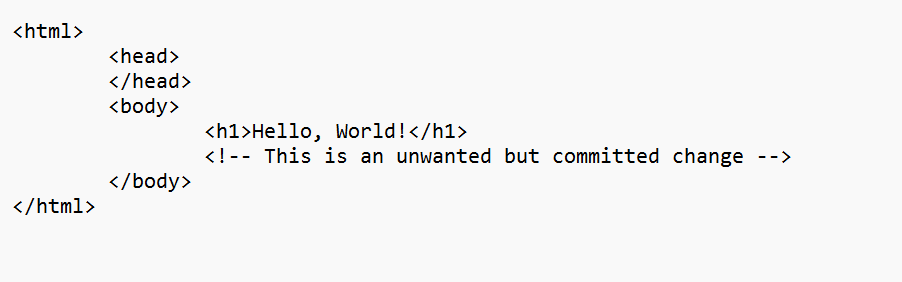 <html>
        <head>
        </head>
        <body>
                <h1>Hello, World!</h1>
                <!-- This is an unwanted but committed change -->
        </body>
</html>